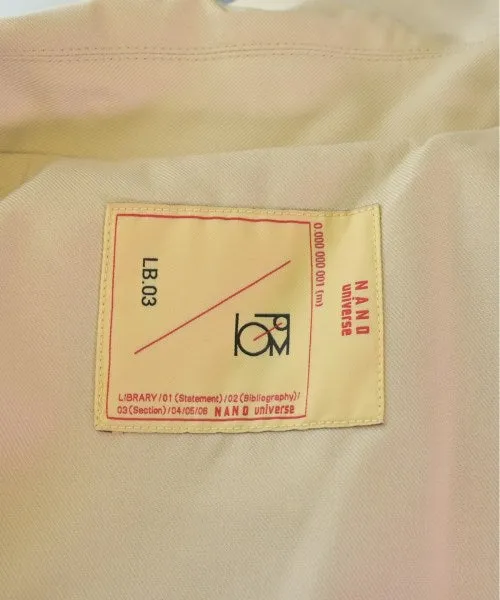 NANO
universe
0.000 000 001 (m)
LB.03
LIBRARY/01 (Statement)/02 (Bibliography)/
03 (Section)/04/05/06 NANO universe